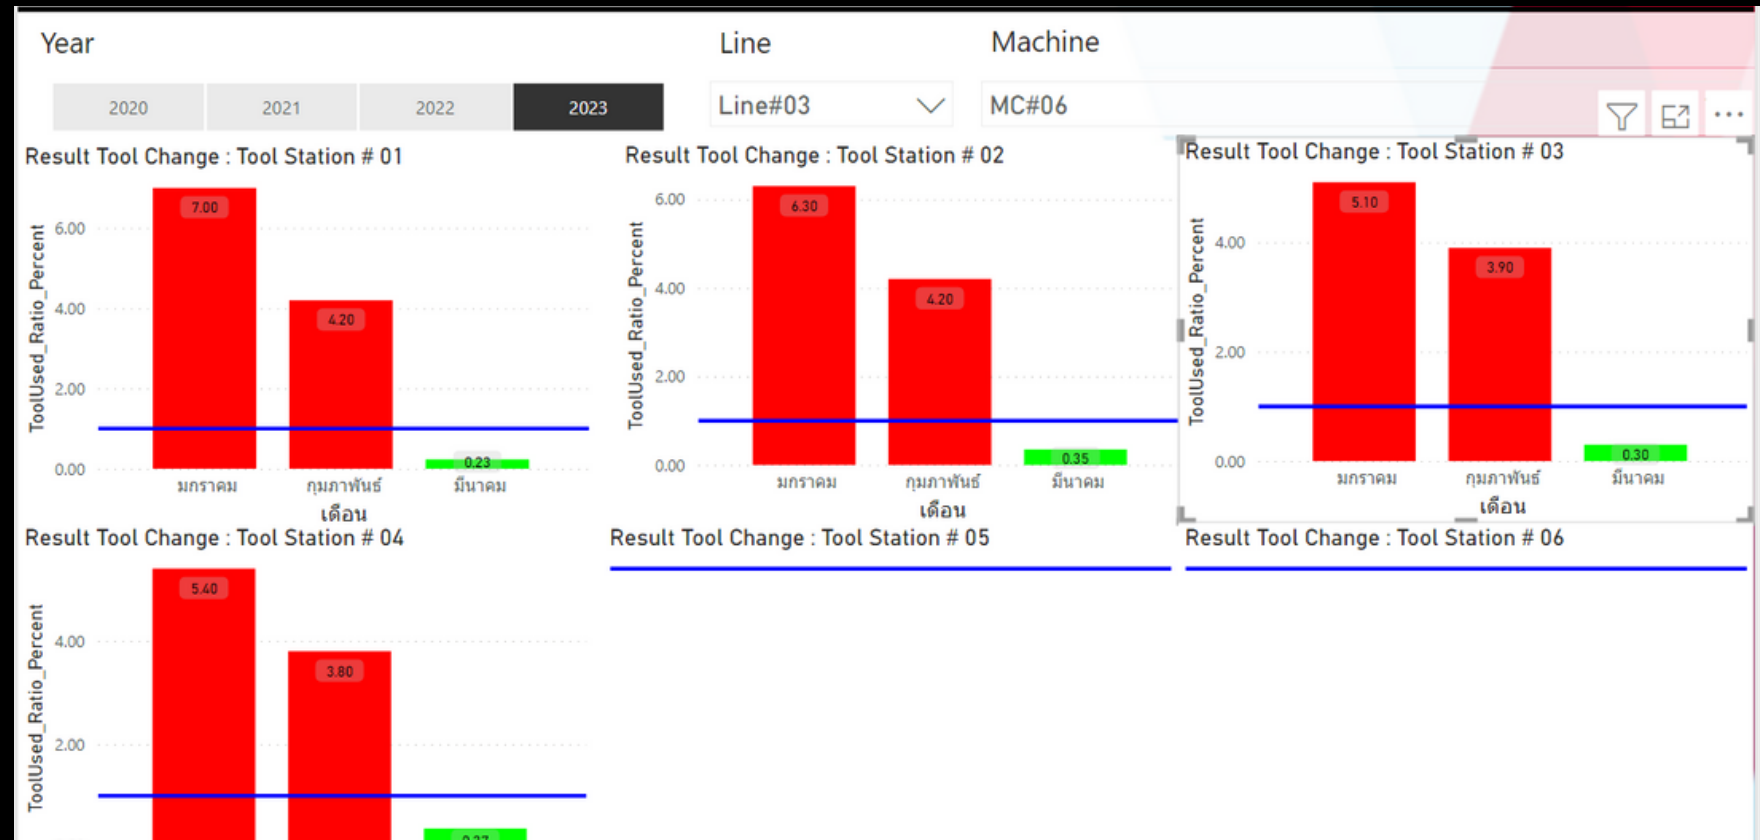 Year
Line
Machine
2020
2021
2022
2023
Line#03
MC#06
Result Tool Change : Tool Station # 01
ToolUsed_Ratio_Percent
6.00
4.00
2.00
0.00
7.00
4.20
0.23
มกราคม
กุมภาพันธ์
มีนาคม
เดือน
Result Tool Change : Tool Station # 02
ToolUsed_Ratio_Percent
6.00
4.00
2.00
0.00
6.30
4.20
0.35
มกราคม
กุมภาพันธ์
มีนาคม
เดือน
Result Tool Change : Tool Station # 03
ToolUsed_Ratio_Percent
4.00
2.00
0.00
5.10
3.90
0.30
มกราคม
กุมภาพันธ์
มีนาคม
เดือน
Result Tool Change : Tool Station # 04
ToolUsed_Ratio_Percent
4.00
2.00
5.40
3.80
Result Tool Change : Tool Station # 05
Result Tool Change : Tool Station # 06